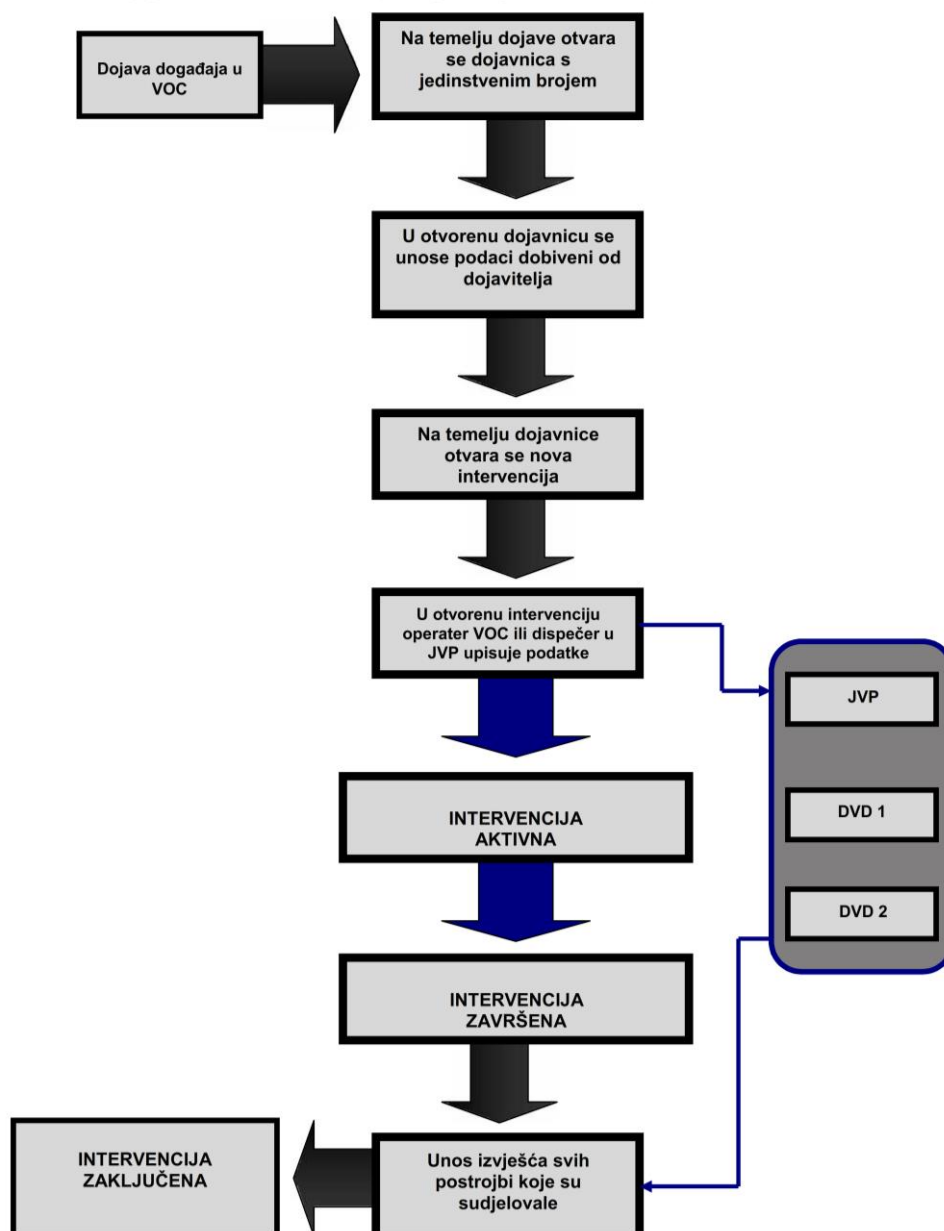 Dojava događaja u
VOC
Na temelju dojave otvara
se dojavnica s
jedinstvenim brojem
U otvorenu dojavnicu se
unose podaci dobiveni od
dojavitelja
Na temelju dojavnice
otvara se nova
intervencija
U otvorenu intervenciju
operater VOC ili dispečer u
JVP upisuje podatke
JVP
DVD 1
DVD 2
INTERVENCIJA
AKTIVNA
INTERVENCIJA
ZAVRŠENA
Unos izvješća svih
postrojbi koje su
sudjelovale
INTERVENCIJA
ZAKLJUČENA